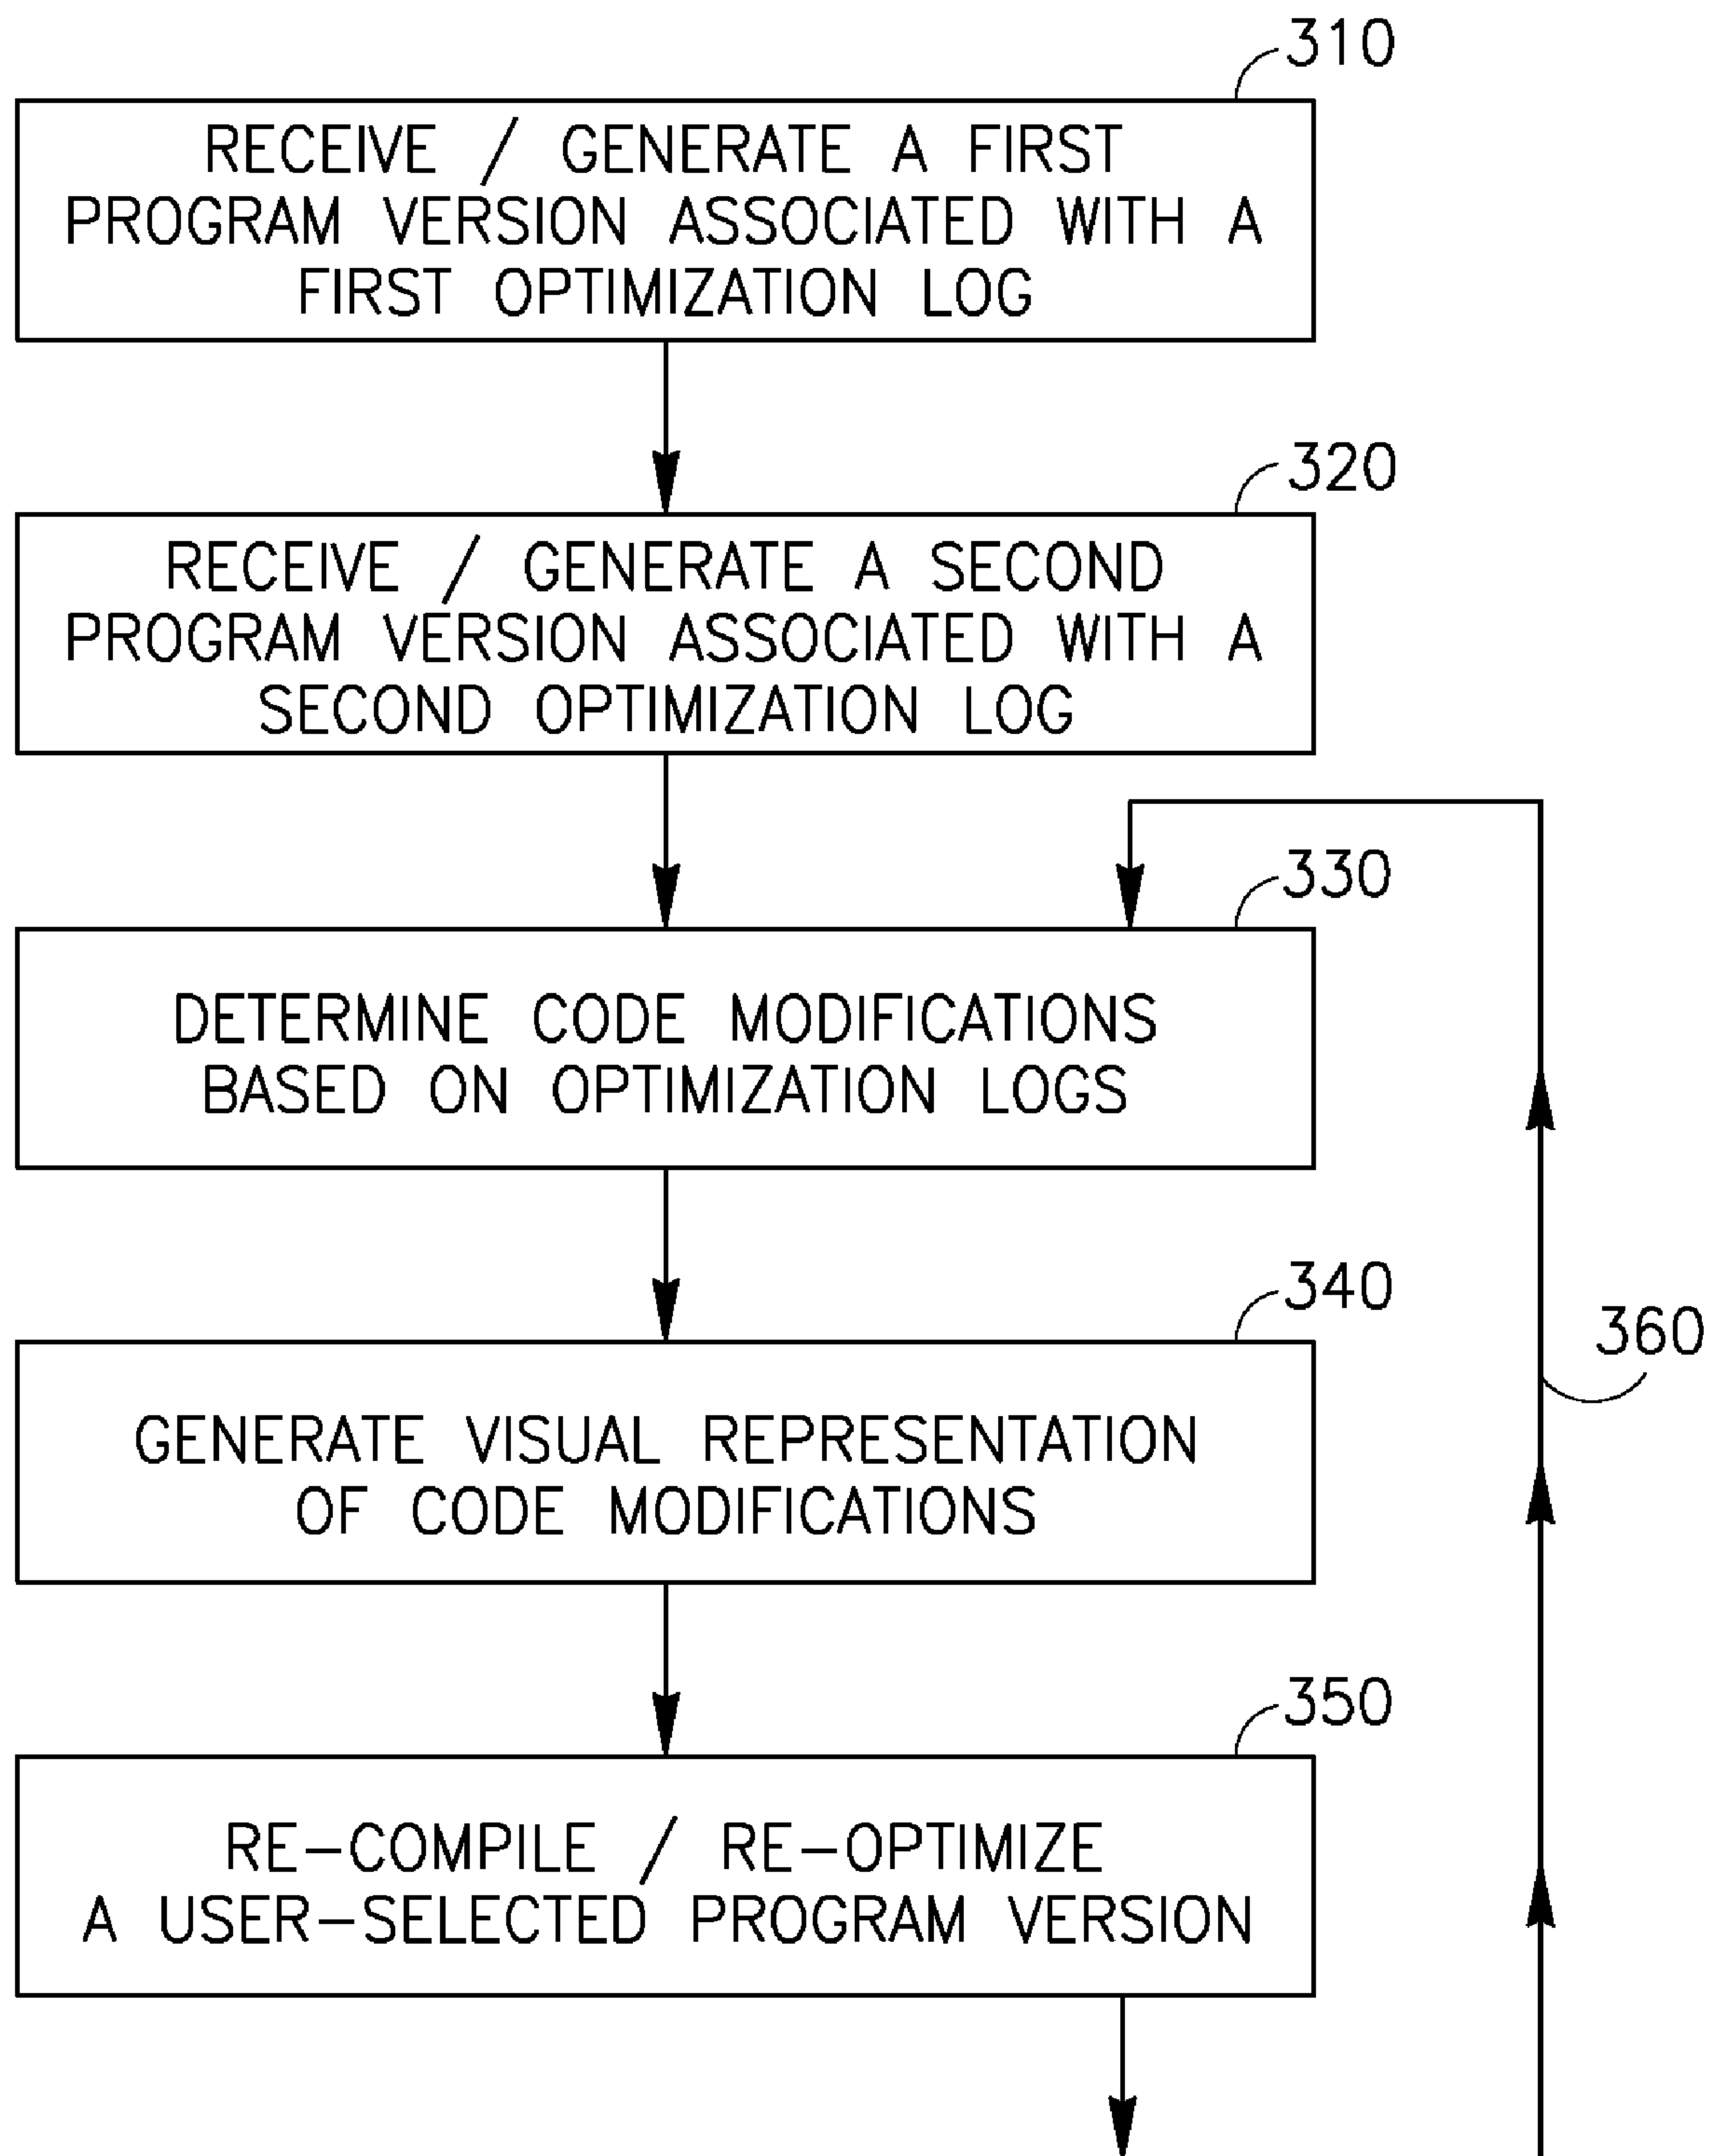 310
RECEIVE / GENERATE A FIRST
PROGRAM VERSION ASSOCIATED WITH A
FIRST OPTIMIZATION LOG
320
RECEIVE / GENERATE A SECOND
PROGRAM VERSION ASSOCIATED WITH A
SECOND OPTIMIZATION LOG
330
DETERMINE CODE MODIFICATIONS
BASED ON OPTIMIZATION LOGS
340
360
GENERATE VISUAL REPRESENTATION
OF CODE MODIFICATIONS
350
RE-COMPILE / RE-OPTIMIZE
A USER-SELECTED PROGRAM VERSION